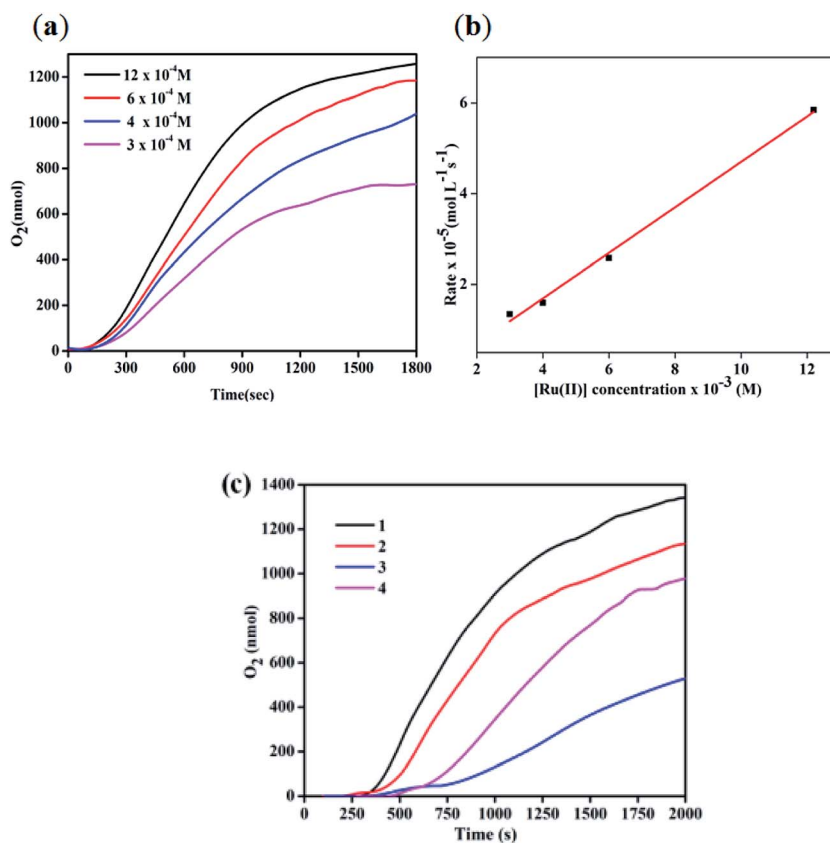 (a)
12 x 10-4M
6 x 10-4 M
4 x 10-4M
3 x 10-4 M
1200
1000
800
600
400
200
0
O2(nmol)
0 300 600 900 1200 1500 1800
Time(sec)
(b)
6
4
2
Rate x 10-5(mol L-1s-1)
2 4 6 8 10 12
[Ru(II)] concentration x 10-3 (M)
(c)
1
2
3
4
1400
1200
1000
800
600
400
200
0
O2 (nmol)
0 250 500 750 1000 1250 1500 1750 2000
Time (s)